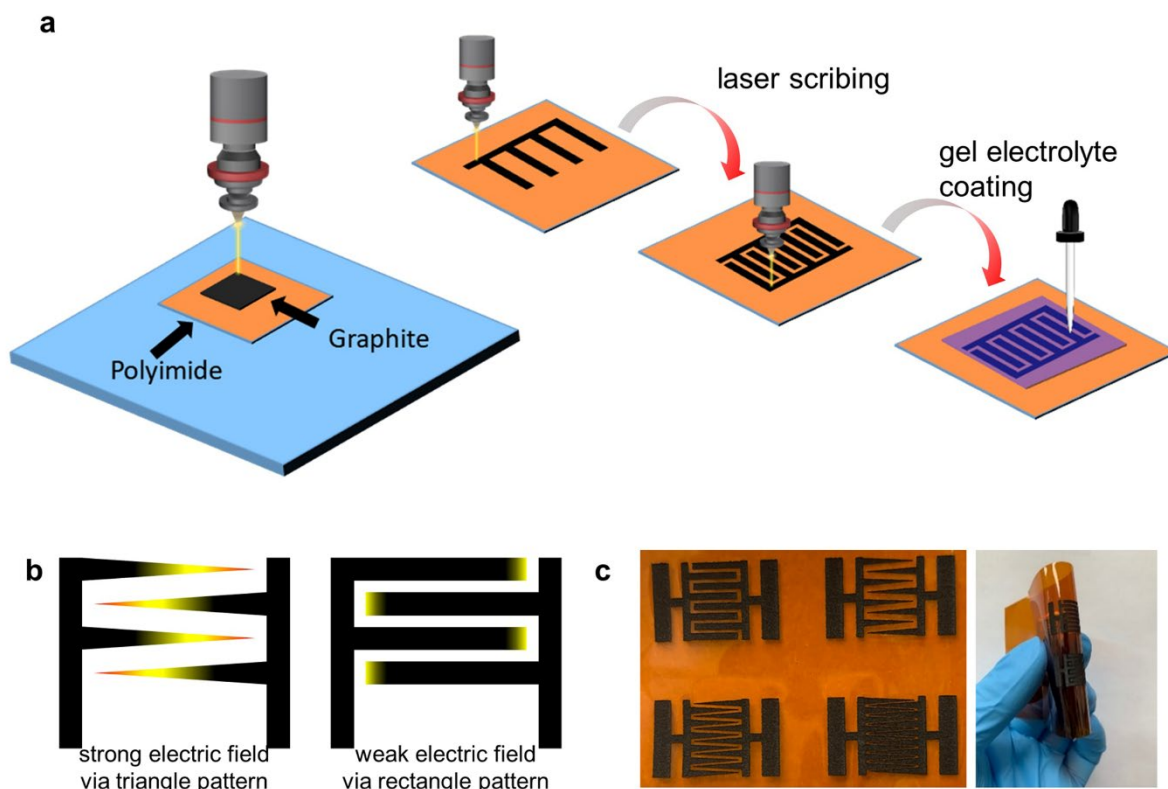 a
laser scribing
gel electrolyte
coating
Graphite
Polyimide
b
strong electric field
via triangle pattern
weak electric field
via rectangle pattern
c